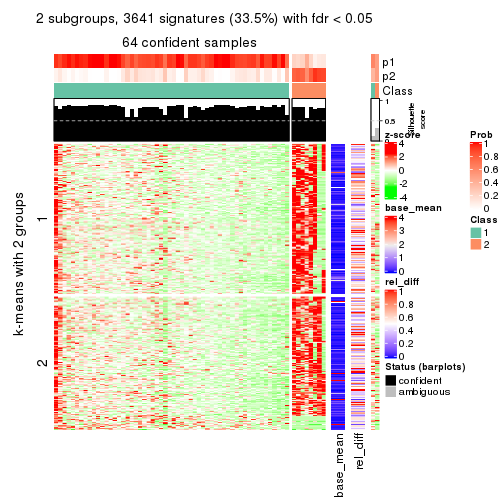 2 subgroups, 3641 signatures (33.5%) with fdr < 0.05
64 confident samples
p1
p2
Class
1
0.5
0
Silhouette
score
k-means with 2 groups
1
2
base_mean
rel_diff
z-score
4
2
0
-2
-4
base_mean
4
3
2
1
0
rel_diff
1
0.8
0.6
0.4
0.2
0
Status (barplots)
confident
ambiguous
Prob
1
0.8
0.6
0.4
0.2
0
Class
1
2